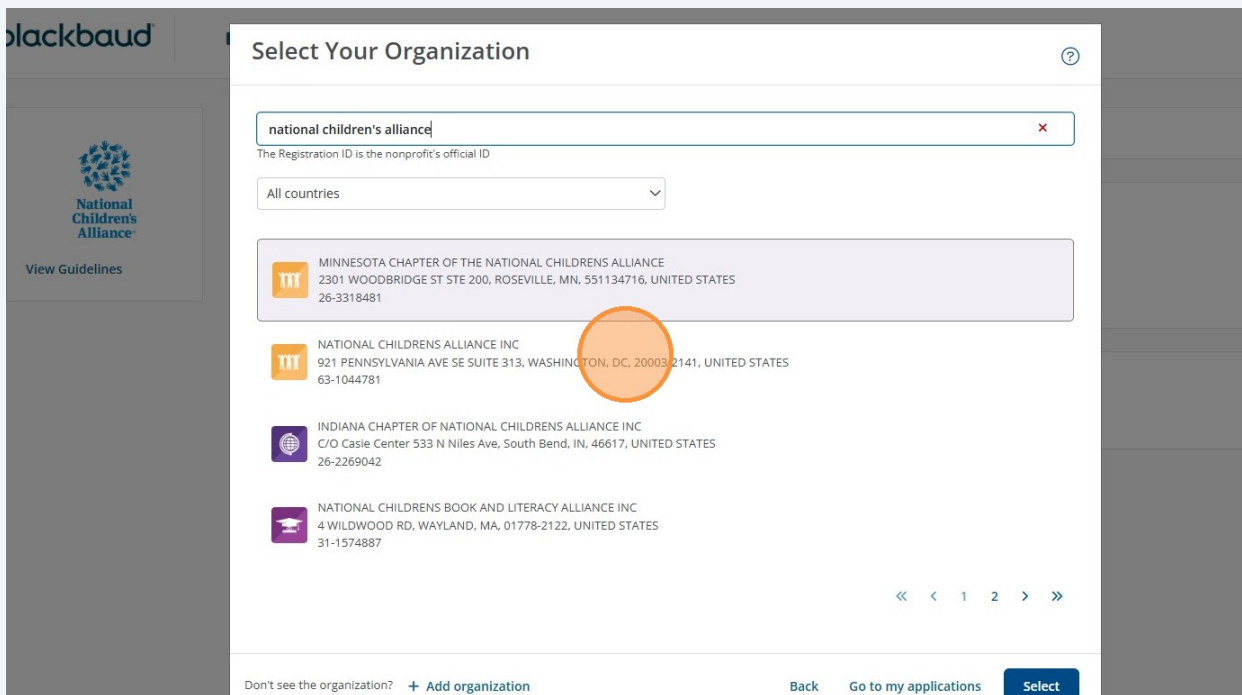 blackbaud
Select Your Organization
?
national children's alliance
The Registration ID is the nonprofit's official ID
All countries
National
Children's
Alliance
View Guidelines
MINNESOTA CHAPTER OF THE NATIONAL CHILDRENS ALLIANCE
2301 WOODBRIDGE ST STE 200, ROSEVILLE, MN, 551134716, UNITED STATES
26-3318481
NATIONAL CHILDRENS ALLIANCE INC
921 PENNSYLVANIA AVE SE SUITE 313, WASHINGTON, DC, 20003-2141, UNITED STATES
63-1044781
INDIANA CHAPTER OF NATIONAL CHILDRENS ALLIANCE INC
C/O Casie Center 533 N Niles Ave, South Bend, IN, 46617, UNITED STATES
26-2269042
NATIONAL CHILDRENS BOOK AND LITERACY ALLIANCE INC
4 WILDWOOD RD, WAYLAND, MA, 01778-2122, UNITED STATES
31-1574887
« < 1 2 > »
Don't see the organization? + Add organization Back Go to my applications Select